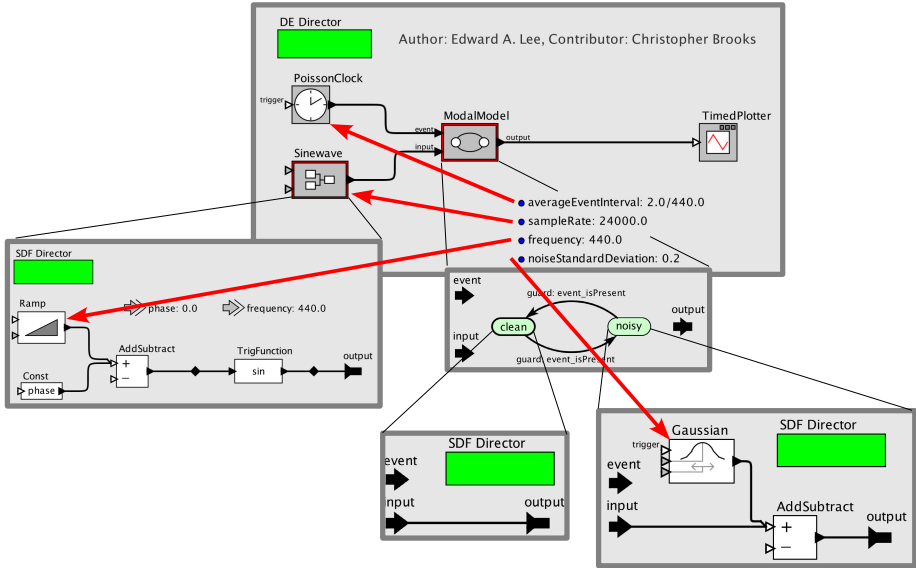 DE Director
Author: Edward A. Lee, Contributor: Christopher Brooks
PoissonClock
trigger
ModalModel
event
input
output
TimedPlotter
Sinewave
averageEventInterval: 2.0/440.0
sampleRate: 24000.0
frequency: 440.0
noiseStandardDeviation: 0.2
SDF Director
Ramp
phase: 0.0
frequency: 440.0
AddSubtract
+
−
TrigFunction
sin
output
Const
phase
event
guard: event_isPresent
output
clean
noisy
input
guard: event_isPresent
SDF Director
event
input
output
Gaussian
SDF Director
trigger
event
input
AddSubtract
+
−
output